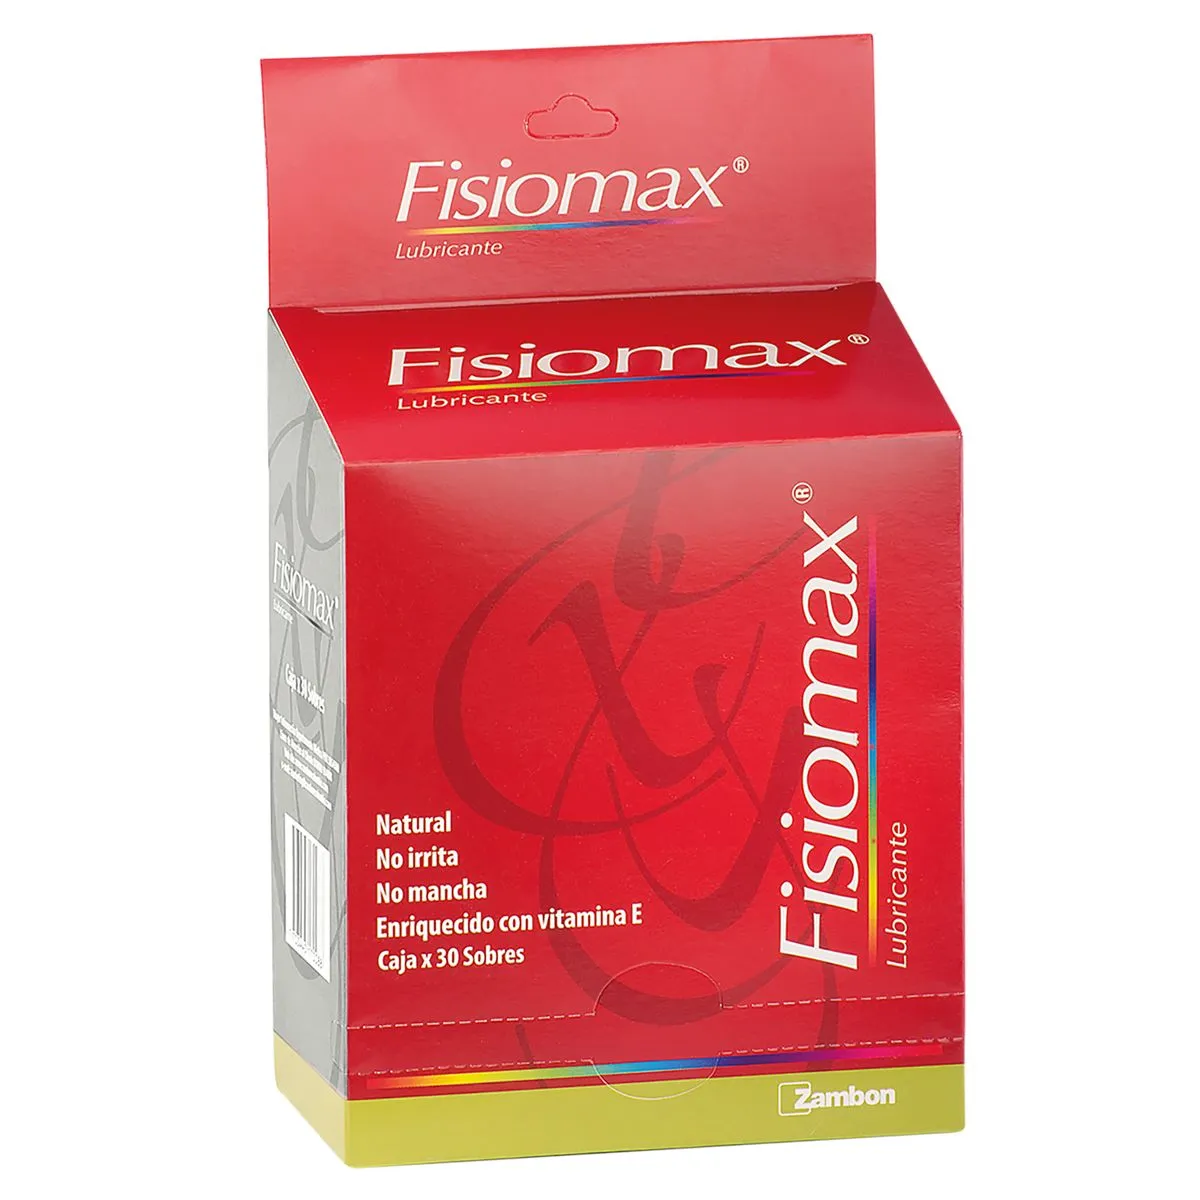 Fisiomax®
Lubricante
Fisiomax®
Lubricante
Fisiomax®
Lubricante
Natural
No irrita
No mancha
Enriquecido con vitamina E
Caja x 30 Sobres
Zambon
Fisiomax®
Lubricante
Caja x 30 Sobres